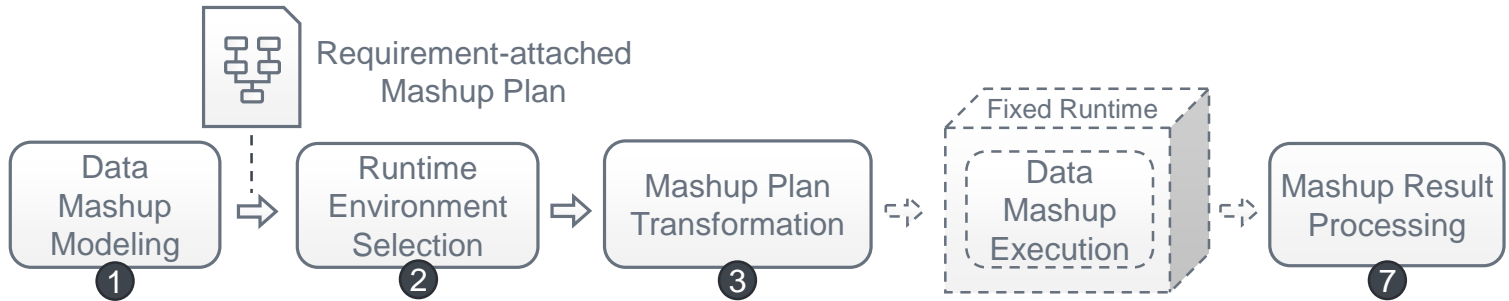 Requirement-attached
Mashup Plan
Data
Mashup
Modeling
1
Runtime
Environment
Selection
2
Mashup Plan
Transformation
3
Fixed Runtime
Data
Mashup
Execution
Mashup Result
Processing
7